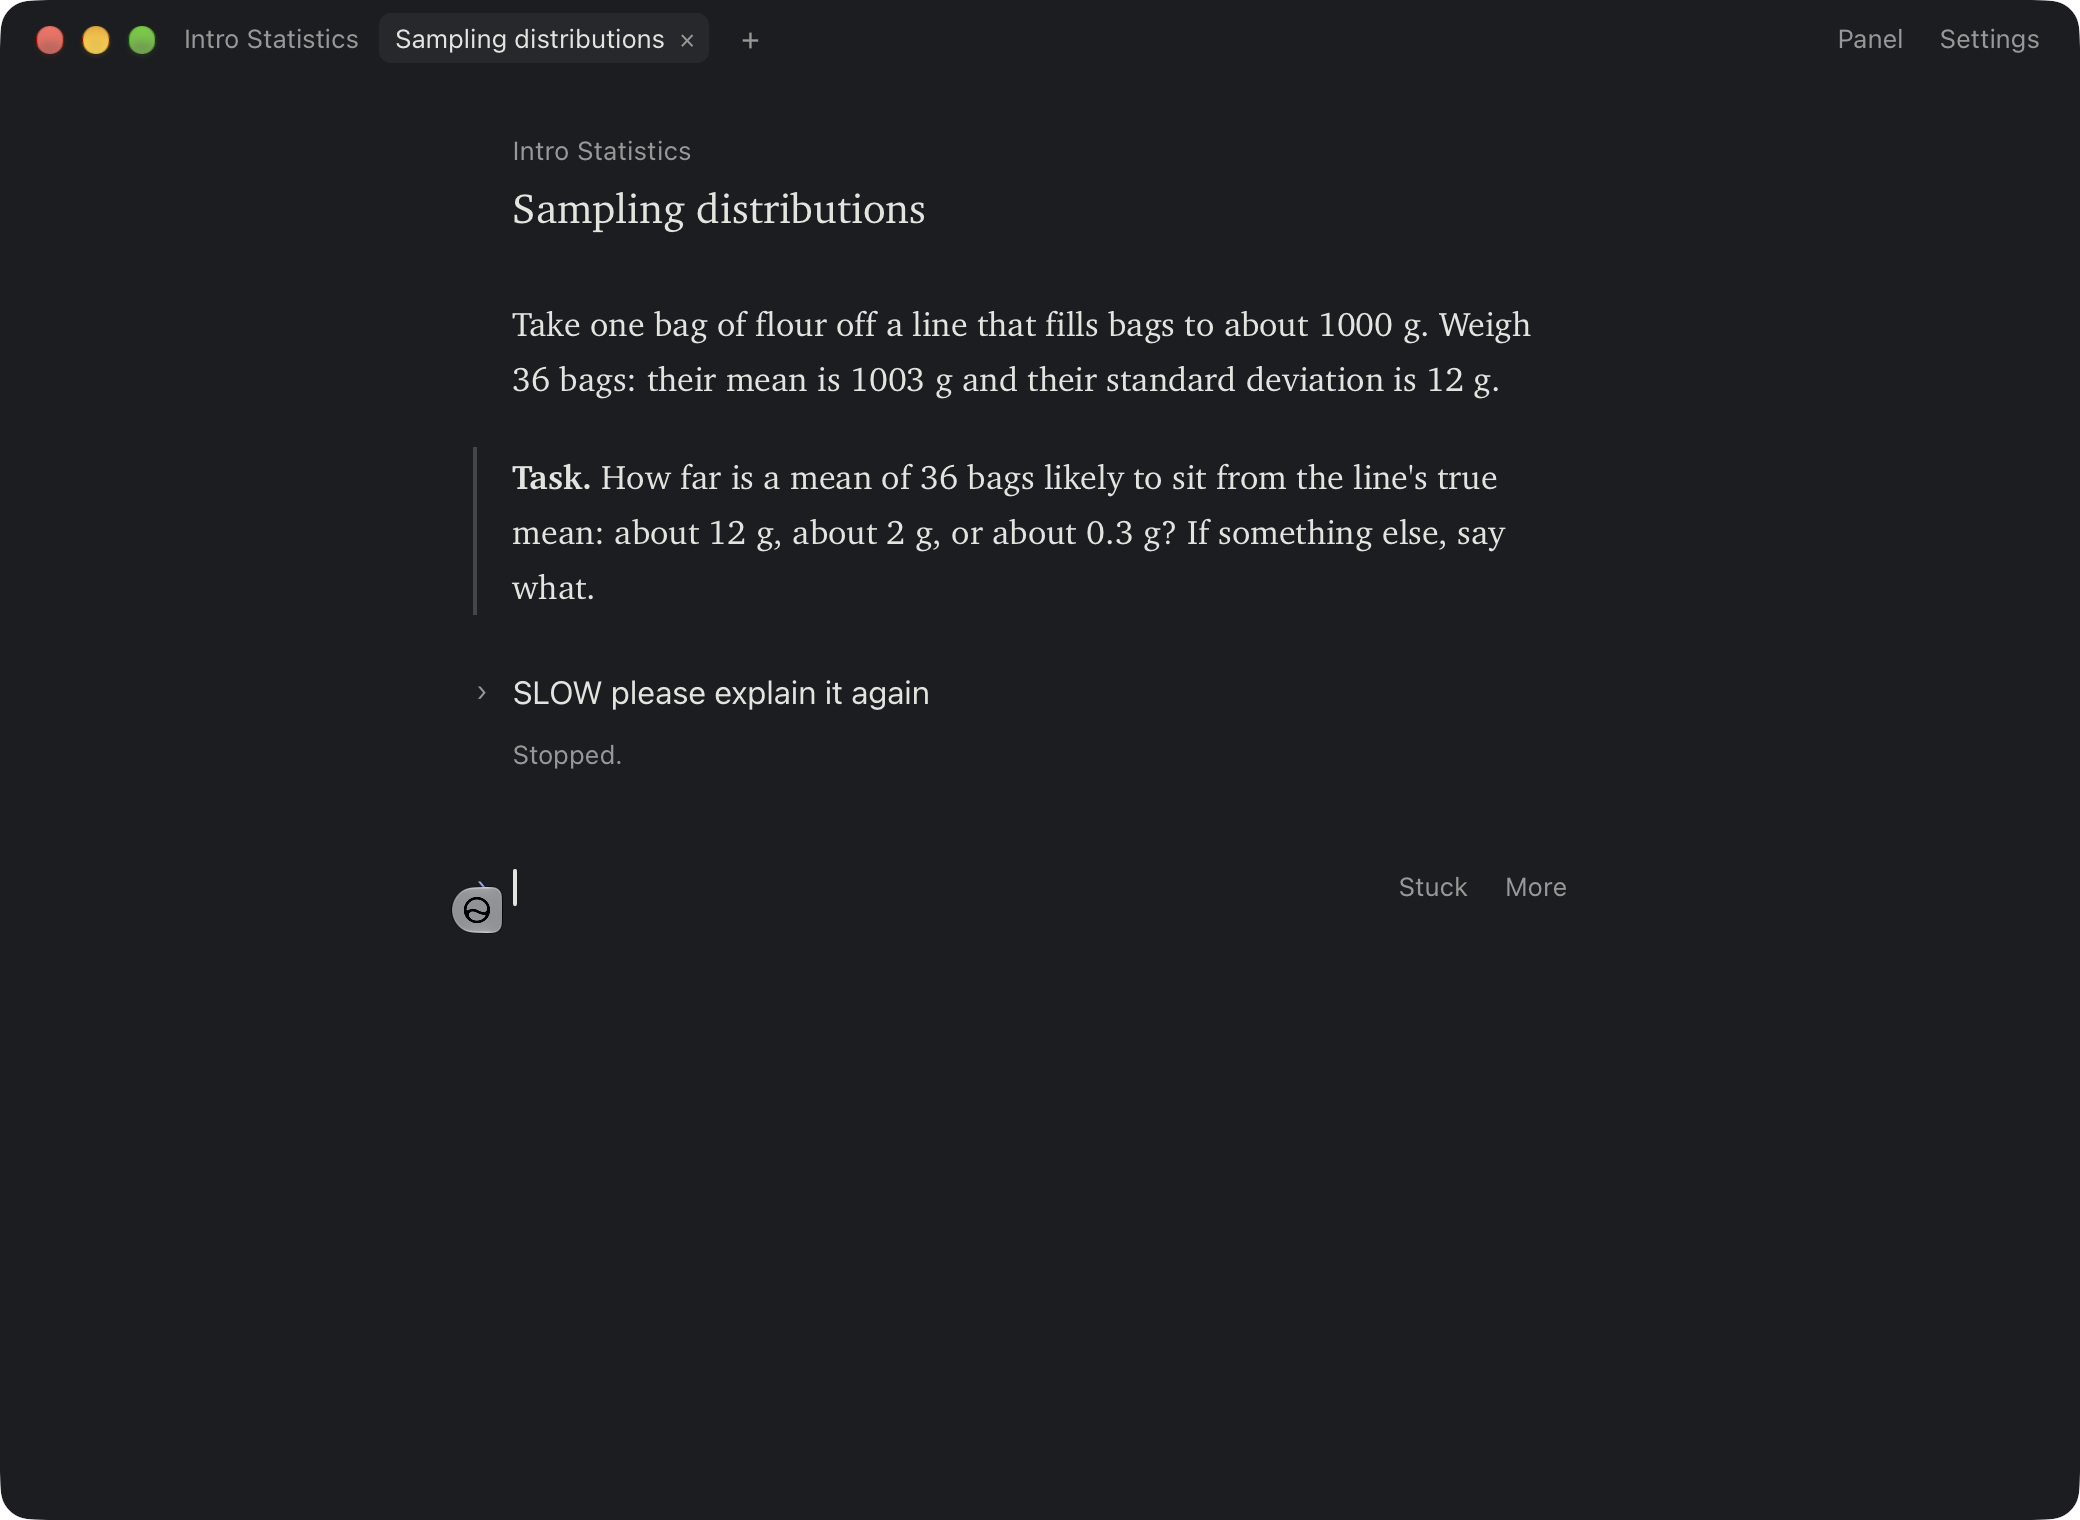 Intro Statistics
Sampling distributions ×
+
Panel
Settings
Intro Statistics
Sampling distributions
Take one bag of flour off a line that fills bags to about 1000 g. Weigh
36 bags: their mean is 1003 g and their standard deviation is 12 g.
Task. How far is a mean of 36 bags likely to sit from the line's true
mean: about 12 g, about 2 g, or about 0.3 g? If something else, say
what.
› SLOW please explain it again
Stopped.
Stuck
More